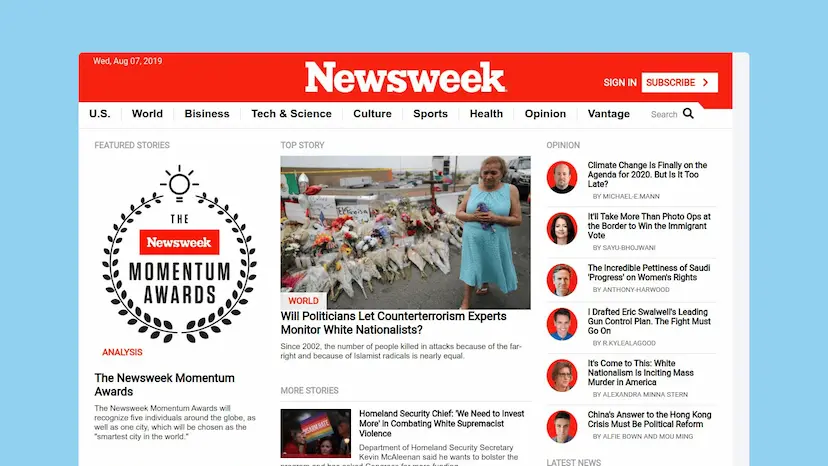 Wed, Aug 07, 2019
Newsweek
SIGN IN
SUBSCRIBE
U.S.
World
Business
Tech & Science
Culture
Sports
Health
Opinion
Vantage
Search
FEATURED STORIES
THE
Newsweek
MOMENTUM
AWARDS
ANALYSIS
The Newsweek Momentum
Awards
The Newsweek Momentum Awards will
recognize five individuals around the globe, as
well as one city, which will be chosen as the
"smartest city in the world."
TOP STORY
WORLD
Will Politicians Let Counterterrorism Experts
Monitor White Nationalists?
Since 2002, the number of people killed in attacks because of the far-
right and because of Islamist radicals is nearly equal.
MORE STORIES
Homeland Security Chief: 'We Need to Invest
More' in Combating White Supremacist
Violence
Department of Homeland Security Secretary
Kevin McAleenan said he wants to bolster the
program and has asked Congress for more funding.
OPINION
Climate Change Is Finally on the
Agenda for 2020. But Is It Too
Late?
BY MICHAEL-E.MANN
It'll Take More Than Photo Ops at
the Border to Win the Immigrant
Vote
BY SAYU-BHOJWANI
The Incredible Pettiness of Saudi
'Progress' on Women's Rights
BY ANTHONY-HARWOOD
I Drafted Eric Swalwell's Leading
Gun Control Plan. The Fight Must
Go On
BY R.KYLEALAGOOD
It's Come to This: White
Nationalism Is Inciting Mass
Murder in America
BY ALEXANDRA MINNA STERN
China's Answer to the Hong Kong
Crisis Must Be Political Reform
BY ALFIE BOWN AND MOU MING
LATEST NEWS